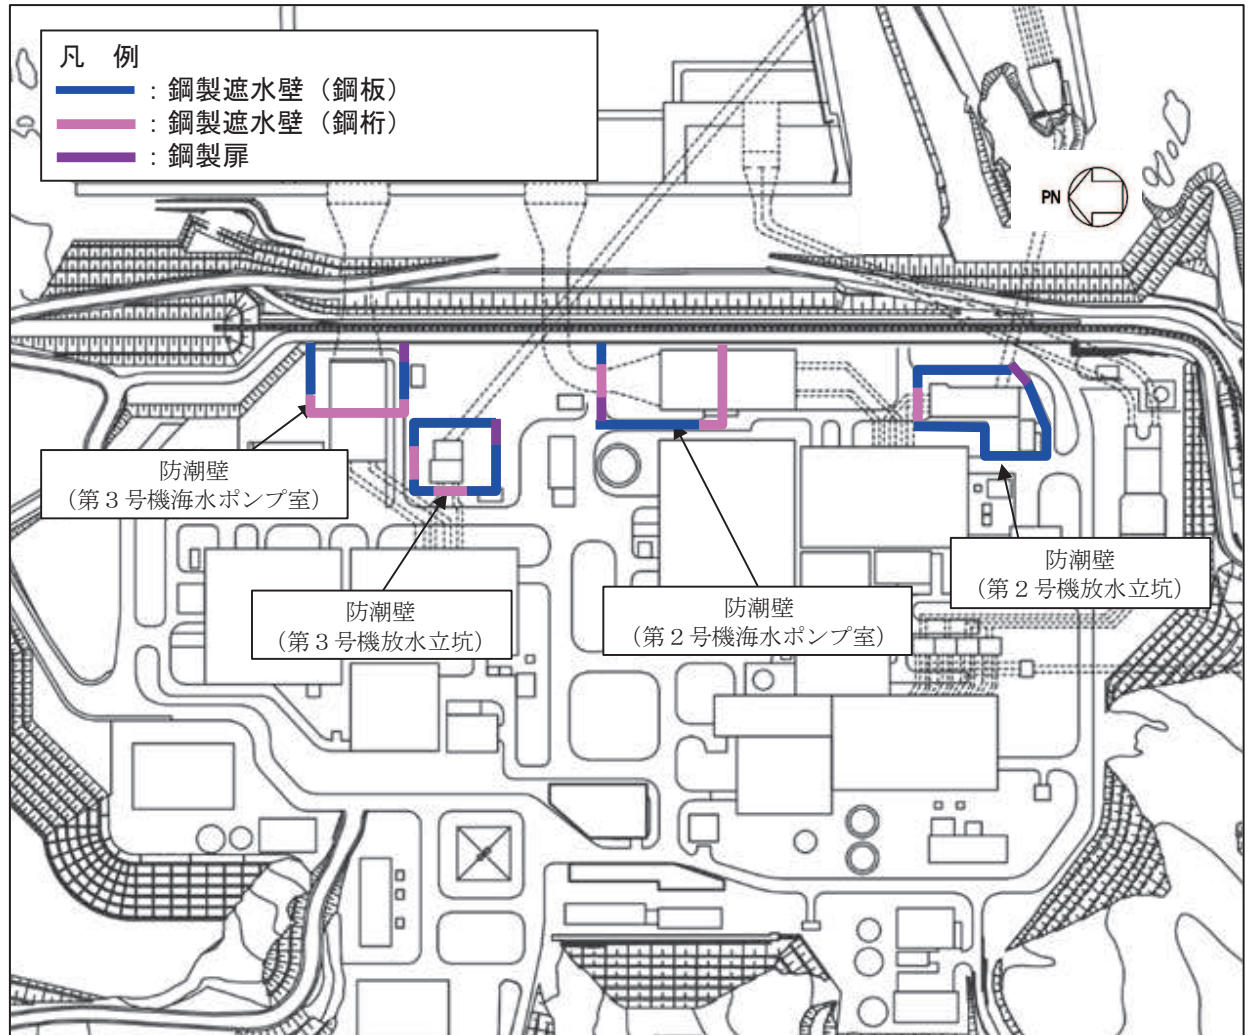 凡　例
：鋼製遮水壁（鋼板）
：鋼製遮水壁（鋼桁）
：鋼製扉
PN
防潮壁
（第３号機海水ポンプ室）
防潮壁
（第３号機放水立坑）
防潮壁
（第２号機海水ポンプ室）
防潮壁
（第２号機放水立坑）